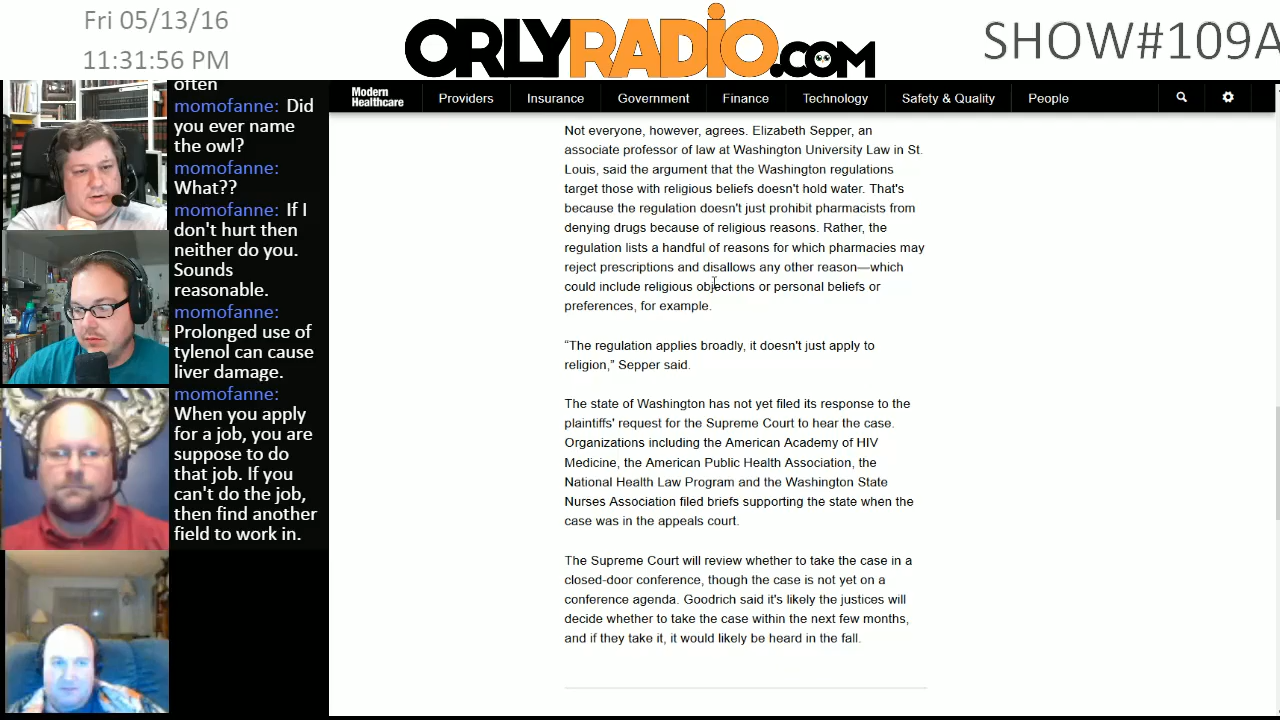 Fri 05/13/16
11:31:56 PM
ORLYRADIO.COM
SHOW#109A
often
momofanne: Did
you ever name
the owl?
momofanne:
What??
momofanne: If I
don't hurt then
neither do you.
Sounds
reasonable.
momofanne:
Prolonged use of
tylenol can cause
liver damage.
momofanne:
When you apply
for a job, you are
suppose to do
that job. If you
can't do the job,
then find another
field to work in.
Modern
Healthcare
Providers Insurance Government Finance Technology Safety & Quality People
Not everyone, however, agrees. Elizabeth Sepper, an
associate professor of law at Washington University Law in St.
Louis, said the argument that the Washington regulations
target those with religious beliefs doesn't hold water. That's
because the regulation doesn't just prohibit pharmacists from
denying drugs because of religious reasons. Rather, the
regulation lists a handful of reasons for which pharmacies may
reject prescriptions and disallows any other reason—which
could include religious objections or personal beliefs or
preferences, for example.
“The regulation applies broadly, it doesn't just apply to
religion,” Sepper said.
The state of Washington has not yet filed its response to the
plaintiffs' request for the Supreme Court to hear the case.
Organizations including the American Academy of HIV
Medicine, the American Public Health Association, the
National Health Law Program and the Washington State
Nurses Association filed briefs supporting the state when the
case was in the appeals court.
The Supreme Court will review whether to take the case in a
closed-door conference, though the case is not yet on a
conference agenda. Goodrich said it's likely the justices will
decide whether to take the case within the next few months,
and if they take it, it would likely be heard in the fall.